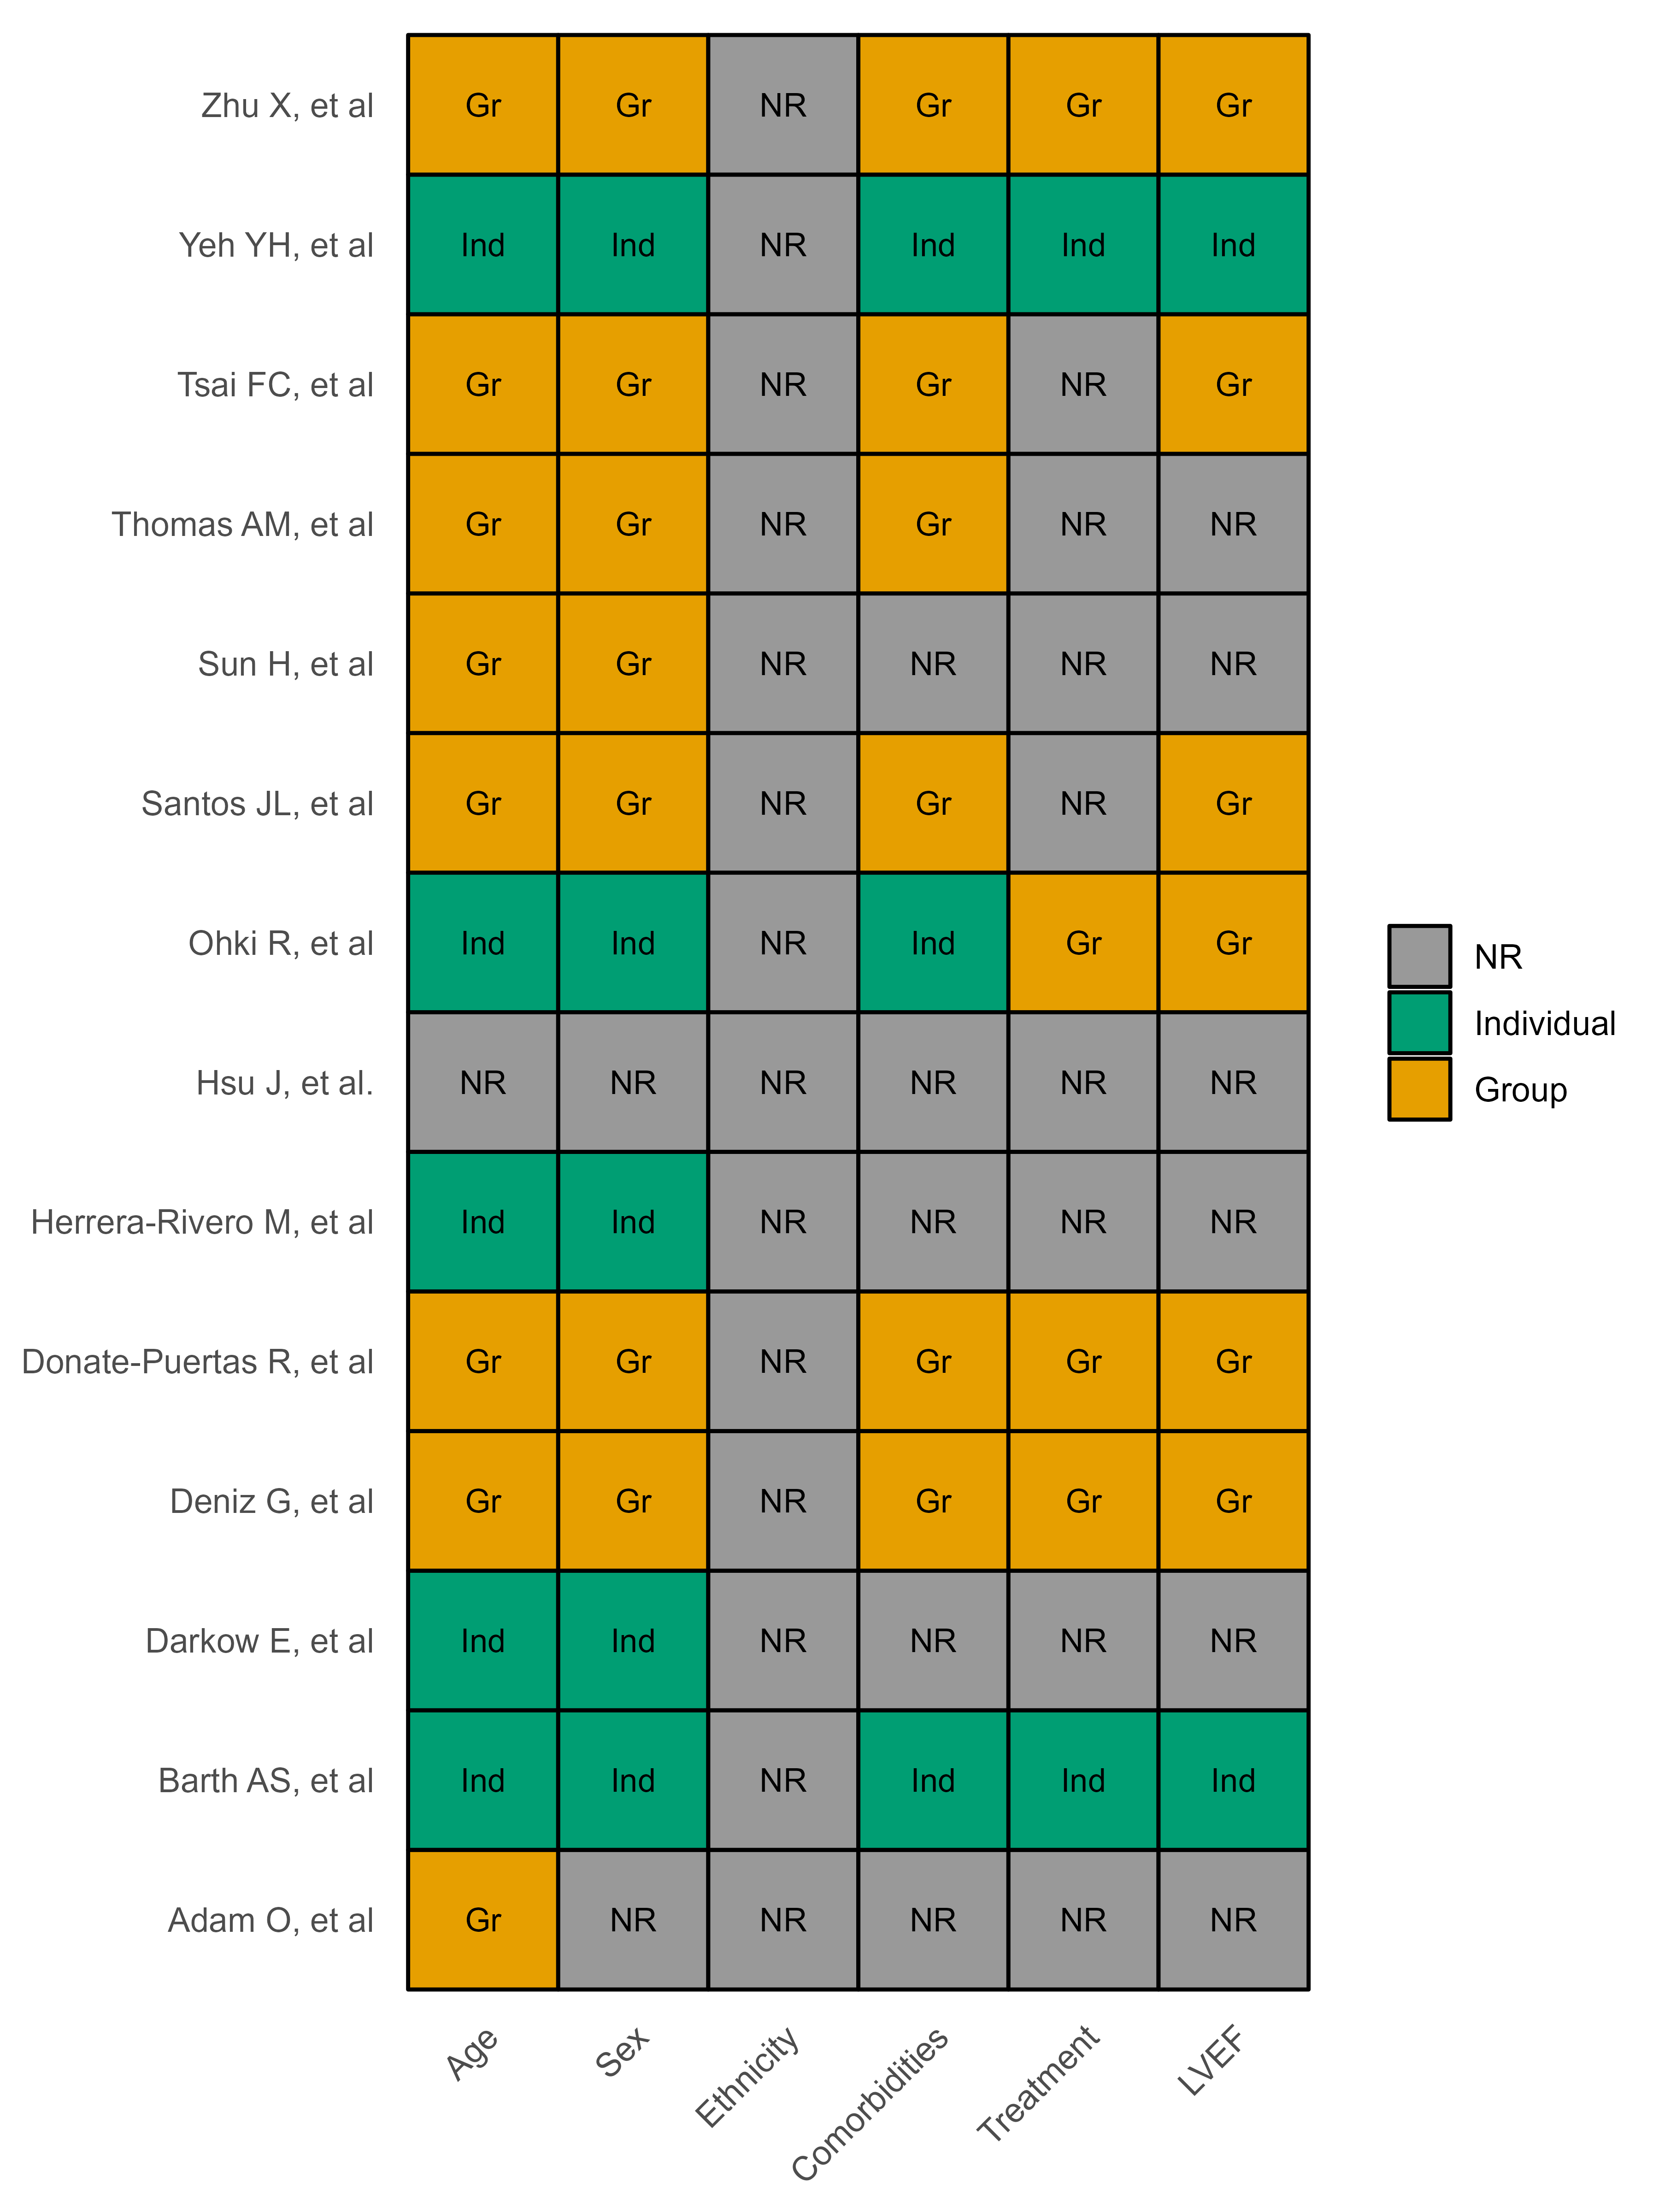 Zhu X, et al Gr Gr NR Gr Gr Gr
Yeh YH, et al Ind Ind NR Ind Ind Ind
Tsai FC, et al Gr Gr NR Gr NR Gr
Thomas AM, et al Gr Gr NR Gr NR NR
Sun H, et al Gr Gr NR NR NR NR
Santos JL, et al Gr Gr NR Gr NR Gr
Ohki R, et al Ind Ind NR Ind Gr Gr
Hsu J, et al. NR NR NR NR NR NR
Herrera-Rivero M, et al Ind Ind NR NR NR NR
Donate-Puertas R, et al Gr Gr NR Gr Gr Gr
Deniz G, et al Gr Gr NR Gr Gr Gr
Darkow E, et al Ind Ind NR NR NR NR
Barth AS, et al Ind Ind NR Ind Ind Ind
Adam O, et al Gr NR NR NR NR NR
Age Sex Ethnicity Comorbidities Treatment LVEF
NR
Individual
Group